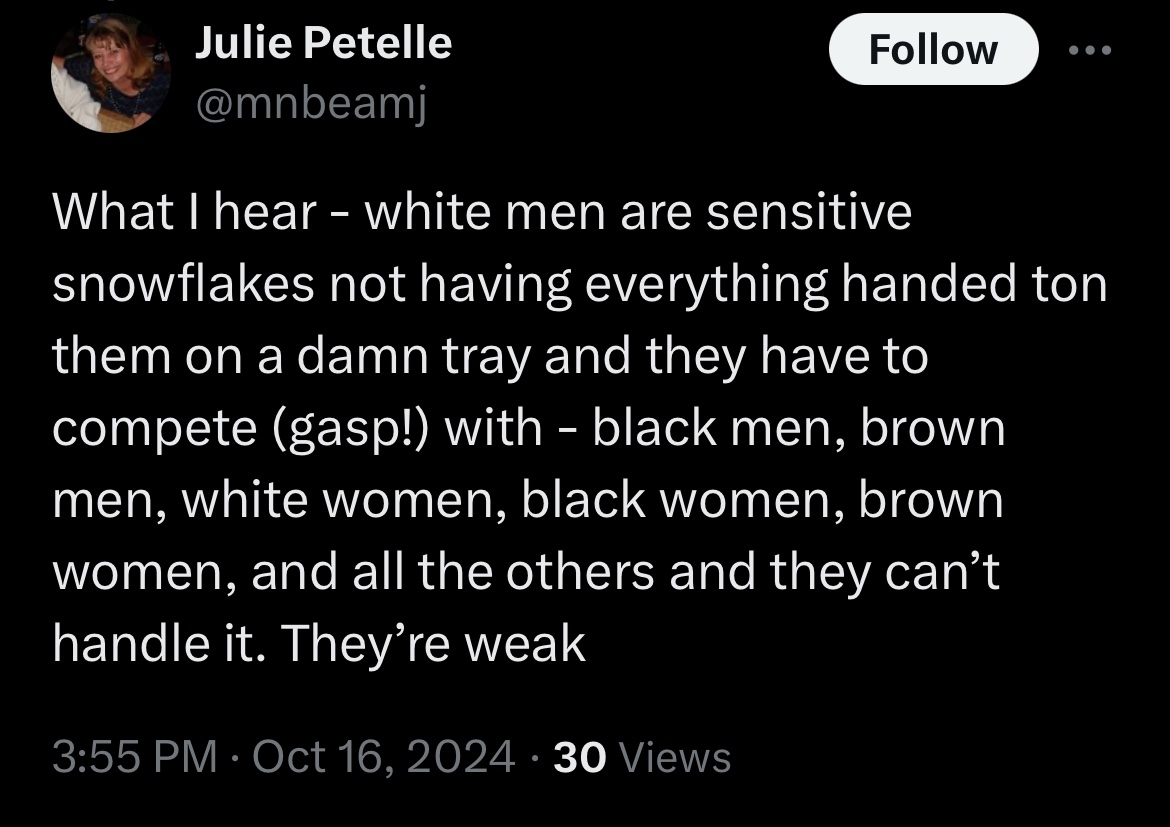 Julie Petelle
Follow
@mnbeamj
What I hear - white men are sensitive
snowflakes not having everything handed ton
them on a damn tray and they have to
compete (gasp!) with - black men, brown
men, white women, black women, brown
women, and all the others and they can’t
handle it. They’re weak
3:55 PM · Oct 16, 2024 · 30 Views